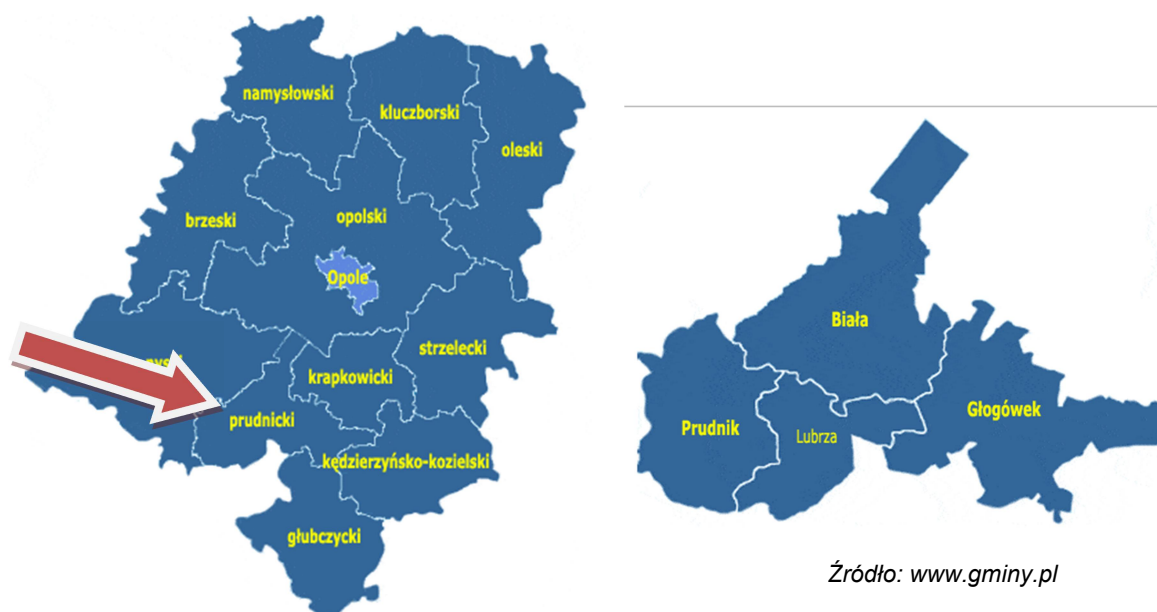 namysłowski
kluczborski
oleski
brzeski
opolski
Opole
strzelecki
krapkowicki
prudnicki
kędzierzyńsko-kozielski
głubczycki
Biała
Głogówek
Prudnik
Lubrza
Źródło: www.gminy.pl